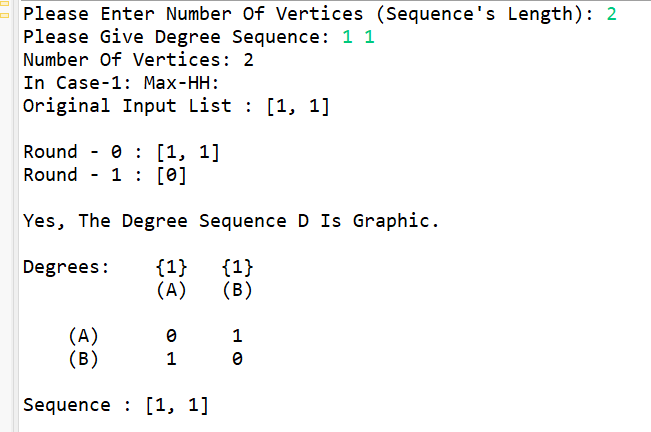 Please Enter Number Of Vertices (Sequence's Length): 2
Please Give Degree Sequence: 1 1
Number Of Vertices: 2
In Case-1: Max-HH:
Original Input List : [1, 1]
Round - 0 : [1, 1]
Round - 1 : [0]
Yes, The Degree Sequence D Is Graphic.
Degrees: {1} {1}
(A) (B)
(A) 0 1
(B) 1 0
Sequence : [1, 1]